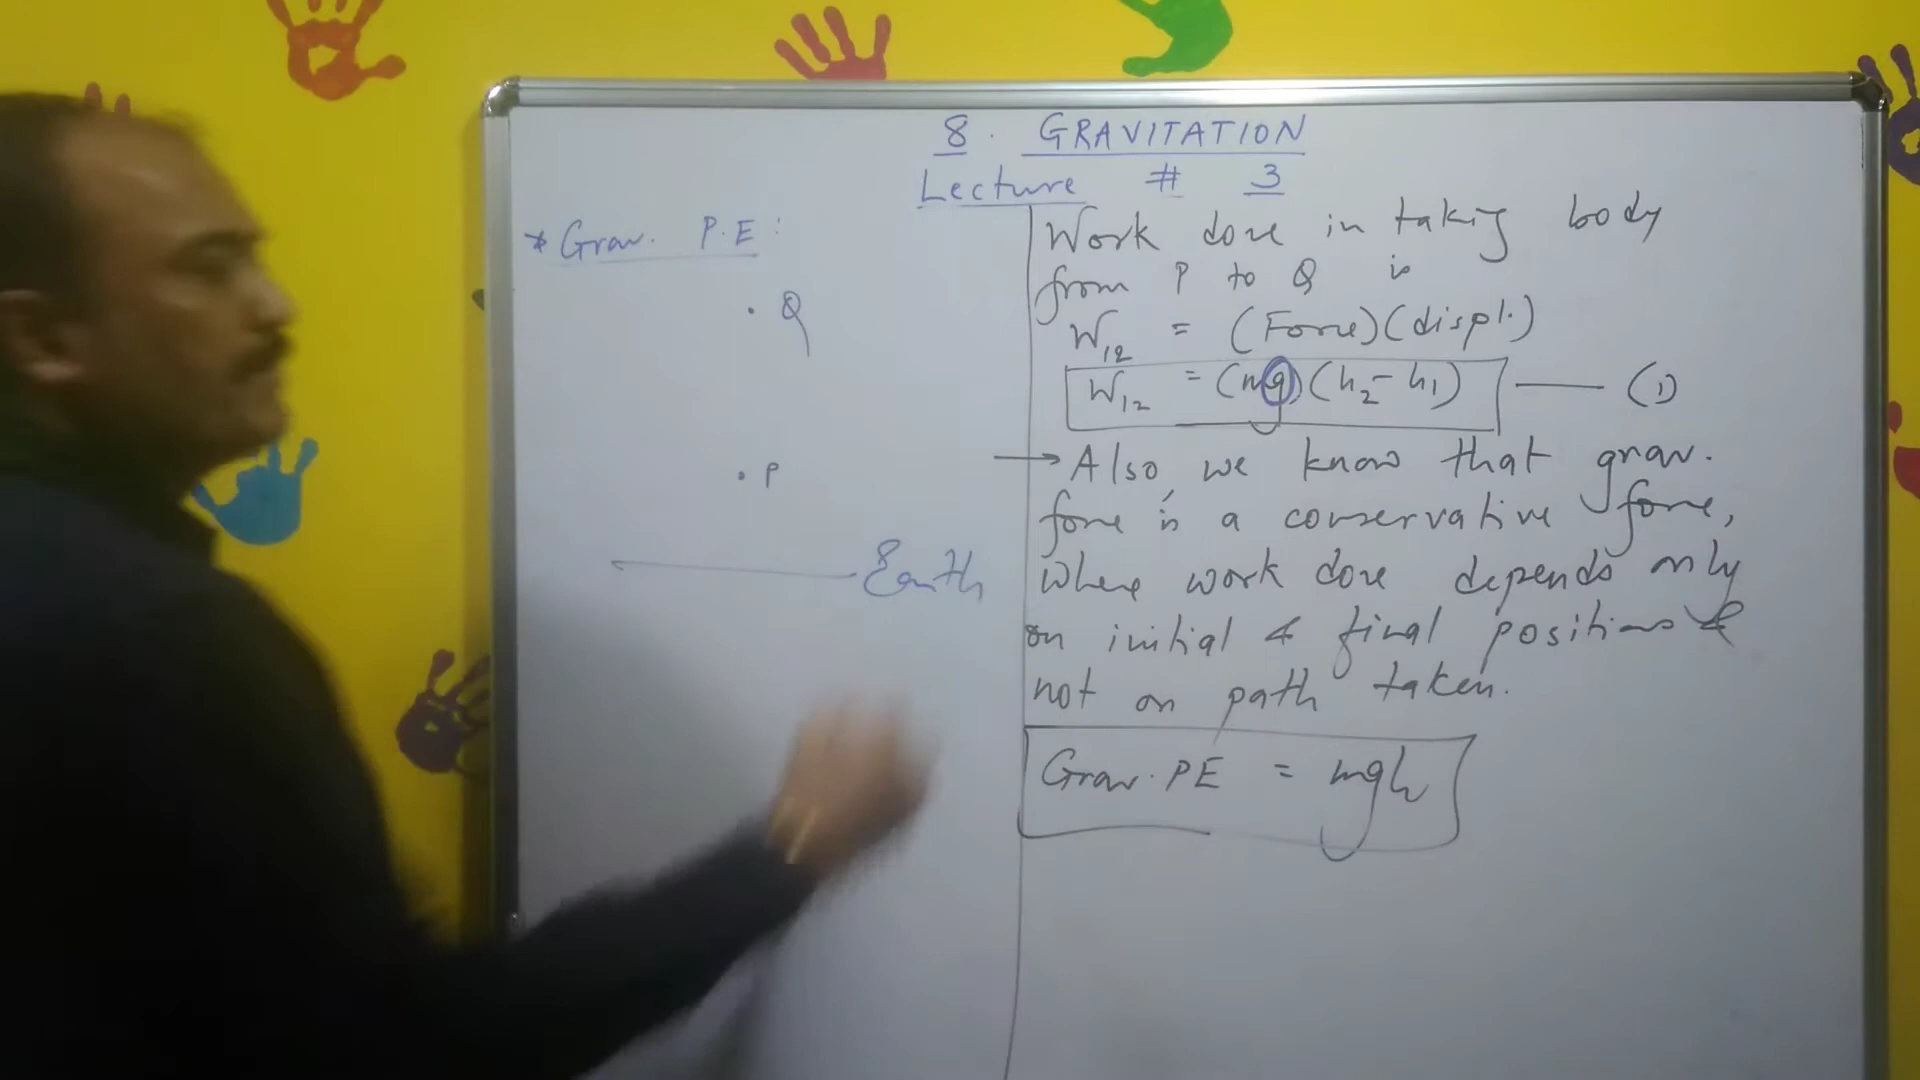 8. GRAVITATION
Lecture # 3
* Grav. P.E :
. Q
. P
Earth
Work done in taking body
from P to Q is
W12 = (Force)(displ.)
W12 = (mg)(h2 - h1) —— (1)
→ Also, we know that grav.
force is a conservative force,
where work done depends only
on initial & final positions &
not on path taken.
Grav. PE = mgh